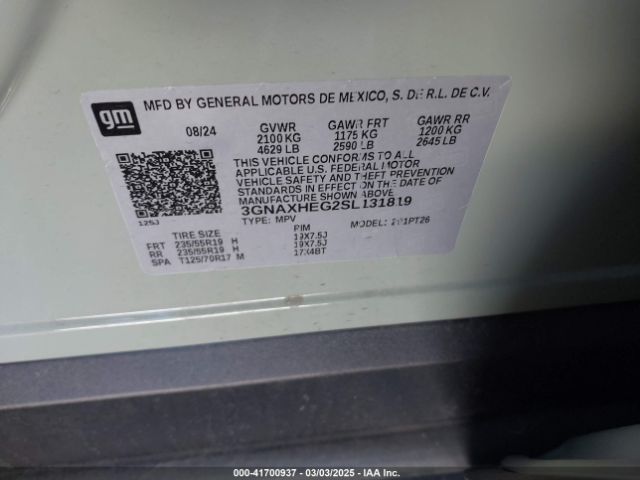 gm
MFD BY GENERAL MOTORS DE MEXICO, S. DE R.L. DE C.V.
08/24 GVWR GAWR FRT GAWR RR
2100 KG 1175 KG 1200 KG
4629 LB 2590 LB 2645 LB
THIS VEHICLE CONFORMS TO ALL
APPLICABLE U.S. FEDERAL MOTOR
VEHICLE SAFETY AND THEFT PREVENTION
STANDARDS IN EFFECT ON THE DATE OF
MANUFACTURE SHOWN ABOVE.
3GNAXHEG2SL131819
TYPE: MPV MODEL:
125J
TIRE SIZE RIM
FRT 235/55R19 H 19X7.5J
RR 235/55R19 H 19X7.5J
SPA T125/70R17 M 17X4BT
000-41700937 - 03/03/2025 - IAA Inc.